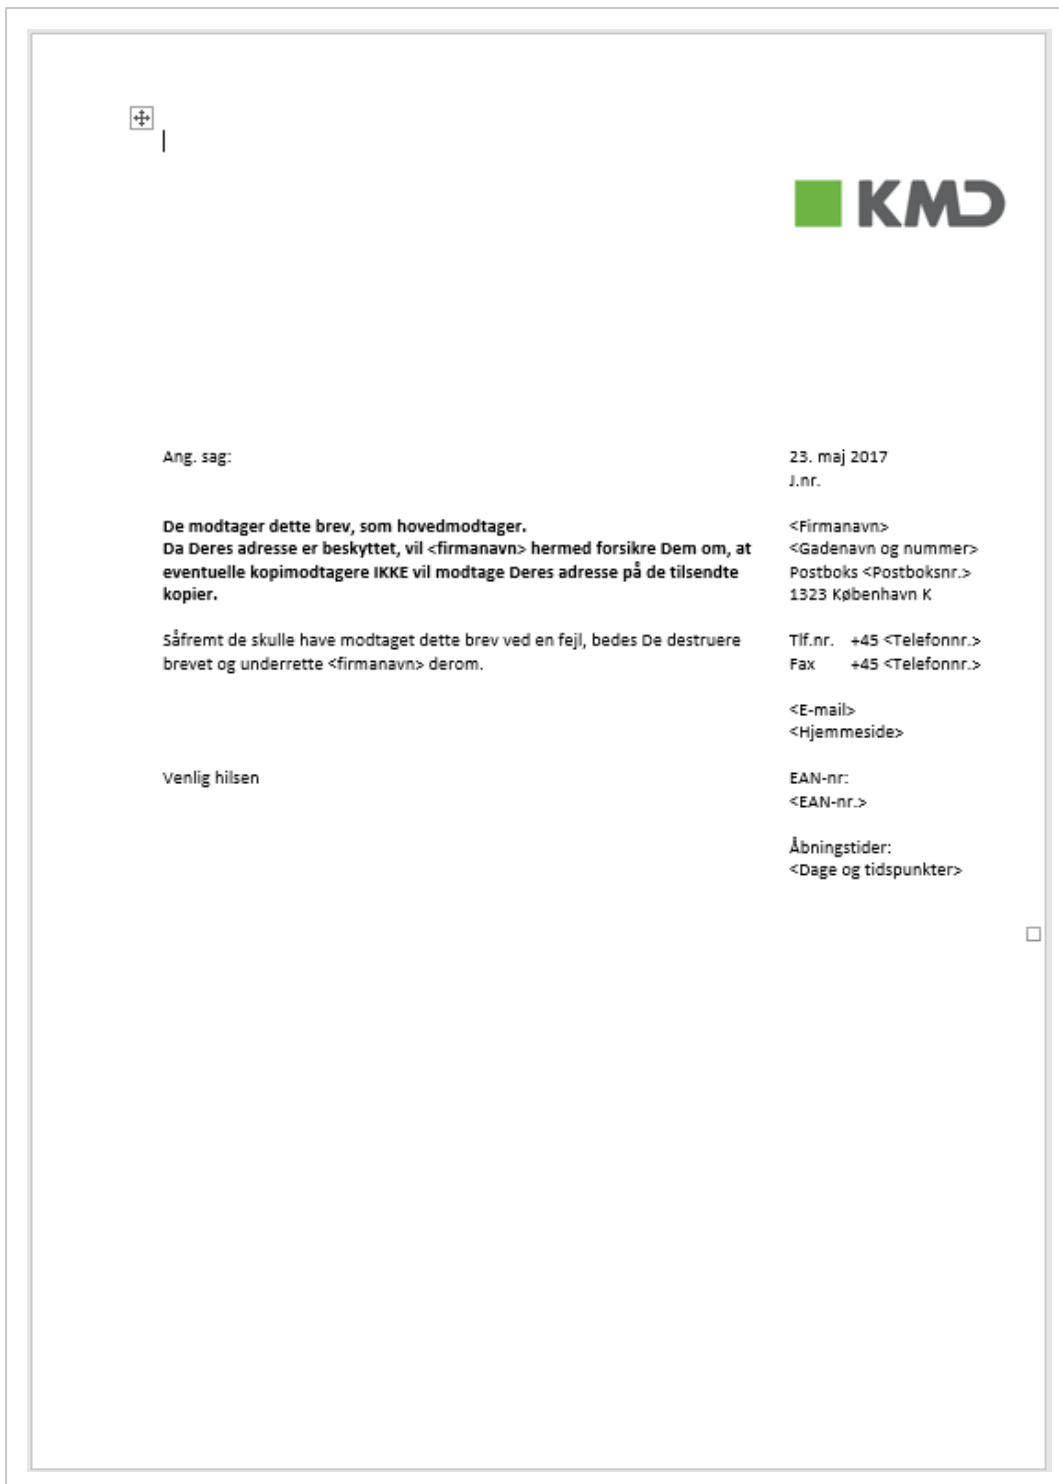 KMD
Ang. sag:
De modtager dette brev, som hovedmodtager.
Da Deres adresse er beskyttet, vil <firmanavn> hermed forsikre Dem om, at
eventuelle kopimodtagere IKKE vil modtage Deres adresse på de tilsendte
kopier.
Såfremt de skulle have modtaget dette brev ved en fejl, bedes De destruere
brevet og underrette <firmanavn> derom.
Venlig hilsen
23. maj 2017
J.nr.
<Firmanavn>
<Gadenavn og nummer>
Postboks <Postboksnr.>
1323 København K
Tlf.nr. +45 <Telefonnr.>
Fax +45 <Telefonnr.>
<E-mail>
<Hjemmeside>
EAN-nr:
<EAN-nr.>
Åbningstider:
<Dage og tidspunkter>